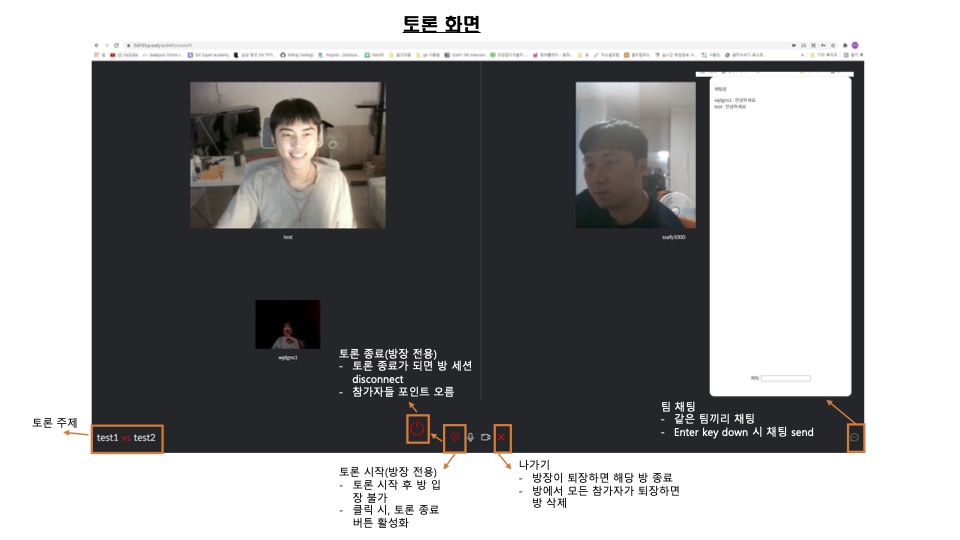 토론 화면
test
ssafy1000
wjdgns1
채팅방
wjdgns1 : 안녕하세요
test : 안녕하세요
채팅
토론 종료(방장 전용)
- 토론 종료가 되면 방 세션
disconnect
- 참가자들 포인트 오름
팀 채팅
- 같은 팀끼리 채팅
- Enter key down 시 채팅 send
토론 주제
test1 vs test2
토론 시작(방장 전용)
- 토론 시작 후 방 입
장 불가
- 클릭 시, 토론 종료
버튼 활성화
나가기
- 방장이 퇴장하면 해당 방 종료
- 방에서 모든 참가자가 퇴장하면
방 삭제